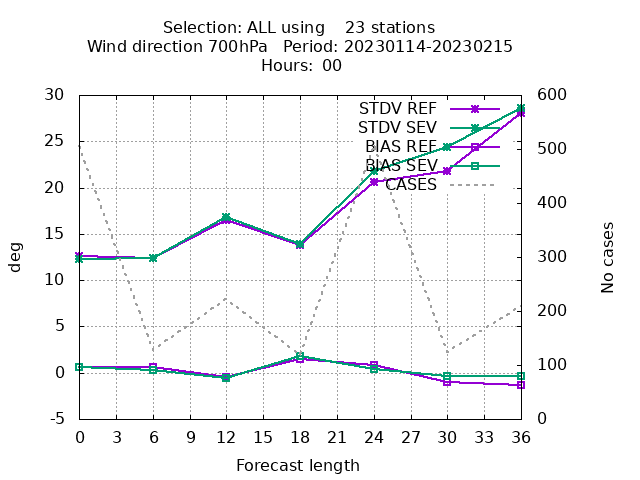 Selection: ALL using    23 stations
Wind direction 700hPa   Period: 20230114-20230215
Hours: 00
30
25
20
15
10
5
0
-5
deg
STDV REF
STDV SEV
BIAS REF
BIAS SEV
CASES
600
500
400
300
200
100
0
No cases
0 3 6 9 12 15 18 21 24 27 30 33 36
Forecast length